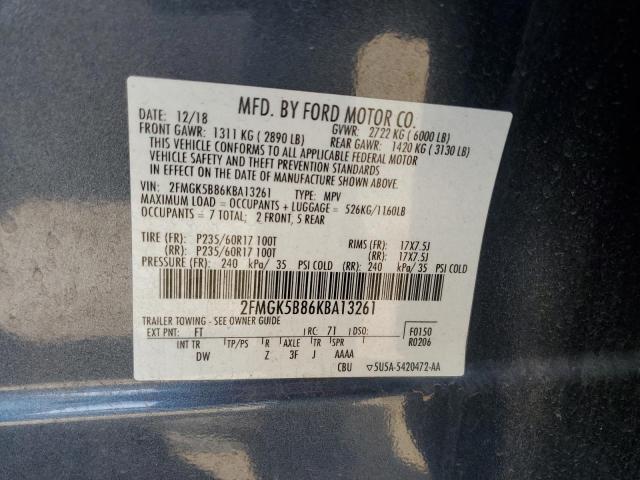 MFD. BY FORD MOTOR CO.
DATE: 12/18 GVWR: 2722 KG ( 6000 LB)
FRONT GAWR: 1311 KG ( 2890 LB) REAR GAWR: 1420 KG ( 3130 LB)
THIS VEHICLE CONFORMS TO ALL APPLICABLE FEDERAL MOTOR
VEHICLE SAFETY AND THEFT PREVENTION STANDARDS
IN EFFECT ON THE DATE OF MANUFACTURE SHOWN ABOVE.
VIN: 2FMGK5B86KBA13261 TYPE: MPV
MAXIMUM LOAD = OCCUPANTS + LUGGAGE = 526KG/1160LB
OCCUPANTS = 7 TOTAL; 2 FRONT, 5 REAR
TIRE (FR): P235/60R17 100T RIMS (FR): 17X7.5J
(RR): P235/60R17 100T (RR): 17X7.5J
PRESSURE (FR): 240 kPa/ 35 PSI COLD (RR): 240 kPa/ 35 PSI COLD
2FMGK5B86KBA13261
TRAILER TOWING - SEE OWNER GUIDE
EXT PNT: FT RC: 71 DSO: F0150
INT TR TP/PS R AXLE TR SPR R0206
DW Z 3F J AAAA
CBU ▽5U5A-5420472-AA